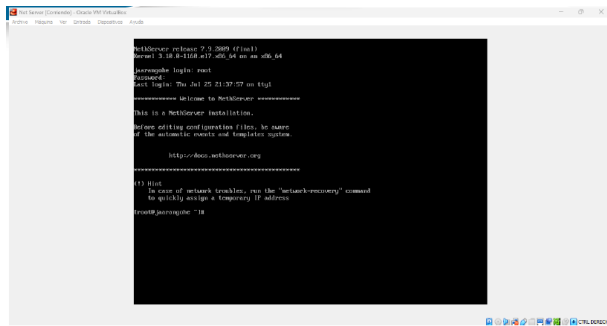 Net Server [Corriendo] - Oracle VM VirtualBox
Archivo Máquina Ver Entrada Dispositivos Ayuda
NethServer release 7.9.2009 (final)
Kernel 3.10.0-1160.el7.x86_64 on an x86_64
login: root
Password:
Last login: Thu Jul 25 21:37:57 on tty1
************ Welcome to NethServer ************
This is a NethServer installation.
Before editing configuration files, be aware
of the automatic events and templates system.
http://docs.nethserver.org
***********************************************
(!) Hint
In case of network troubles, run the "network-recovery" command
to quickly assign a temporary IP address
CTRL DERECHA